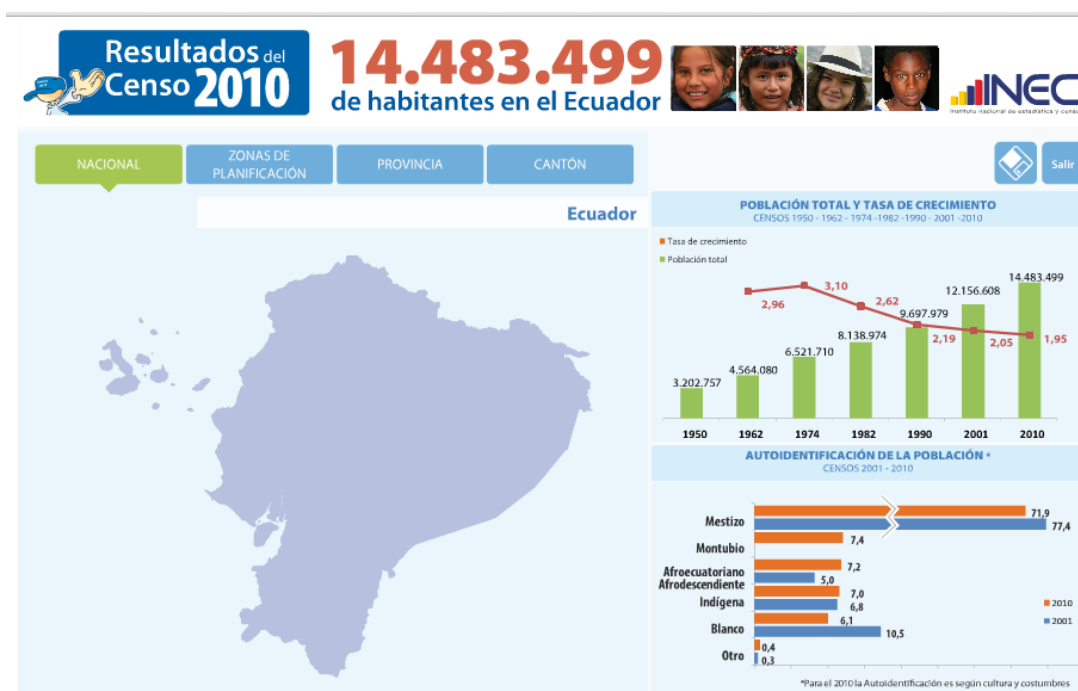 Resultados del
Censo 2010
14.483.499
de habitantes en el Ecuador
INEC
instituto nacional de estadística y censos
NACIONAL
ZONAS DE
PLANIFICACIÓN
PROVINCIA
CANTÓN
Salir
Ecuador
POBLACIÓN TOTAL Y TASA DE CRECIMIENTO
CENSOS 1950 - 1962 - 1974 -1982 -1990 - 2001 -2010
Tasa de crecimiento
Población total
3.202.757
4.564.080
6.521.710
8.138.974
9.697.979
12.156.608
14.483.499
2,96
3,10
2,62
2,19
2,05
1,95
1950 1962 1974 1982 1990 2001 2010
AUTOIDENTIFICACIÓN DE LA POBLACIÓN *
CENSOS 2001 - 2010
Mestizo
71,9
77,4
Montubio
7,4
Afroecuatoriano
Afrodescendiente
7,2
5,0
Indígena
7,0
6,8
Blanco
6,1
10,5
Otro
0,4
0,3
2010
2001
*Para el 2010 la Autoidentificación es según cultura y costumbres